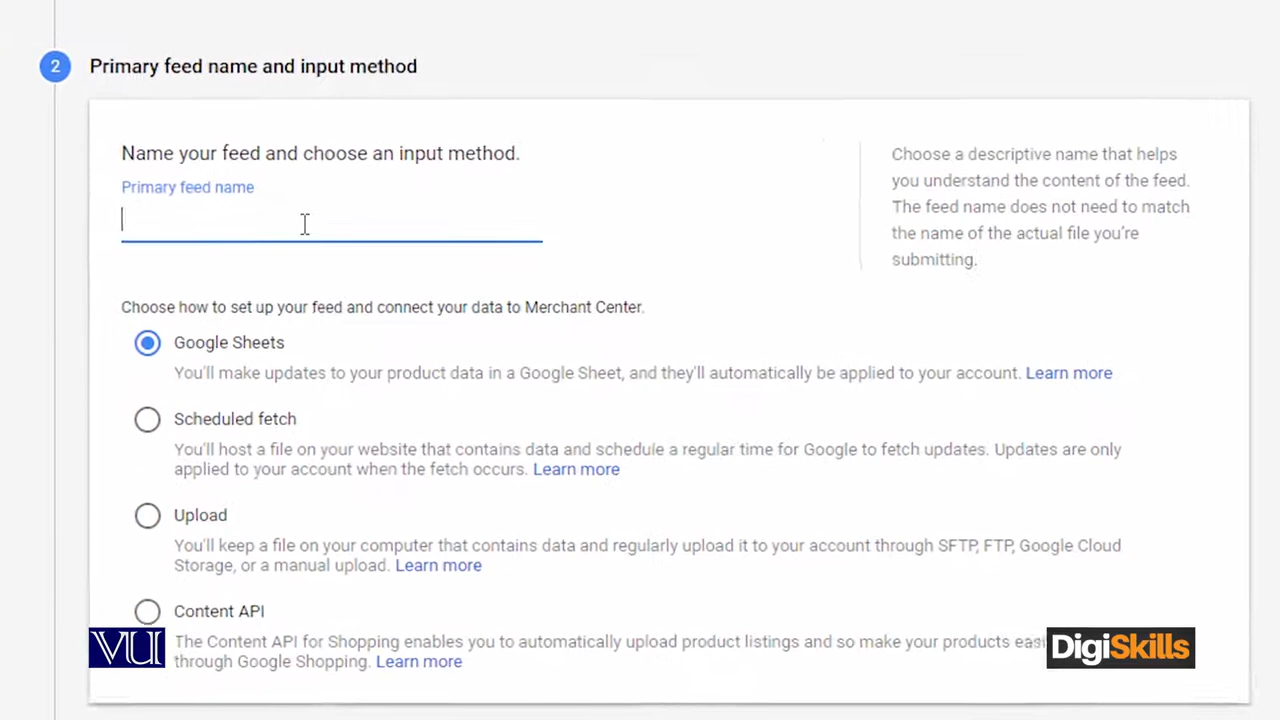 2
Primary feed name and input method
Name your feed and choose an input method.
Primary feed name
Choose a descriptive name that helps
you understand the content of the feed.
The feed name does not need to match
the name of the actual file you're
submitting.
Choose how to set up your feed and connect your data to Merchant Center.
Google Sheets
You'll make updates to your product data in a Google Sheet, and they'll automatically be applied to your account. Learn more
Scheduled fetch
You'll host a file on your website that contains data and schedule a regular time for Google to fetch updates. Updates are only
applied to your account when the fetch occurs. Learn more
Upload
You'll keep a file on your computer that contains data and regularly upload it to your account through SFTP, FTP, Google Cloud
Storage, or a manual upload. Learn more
Content API
The Content API for Shopping enables you to automatically upload product listings and so make your products
through Google Shopping. Learn more
VU
DigiSkills